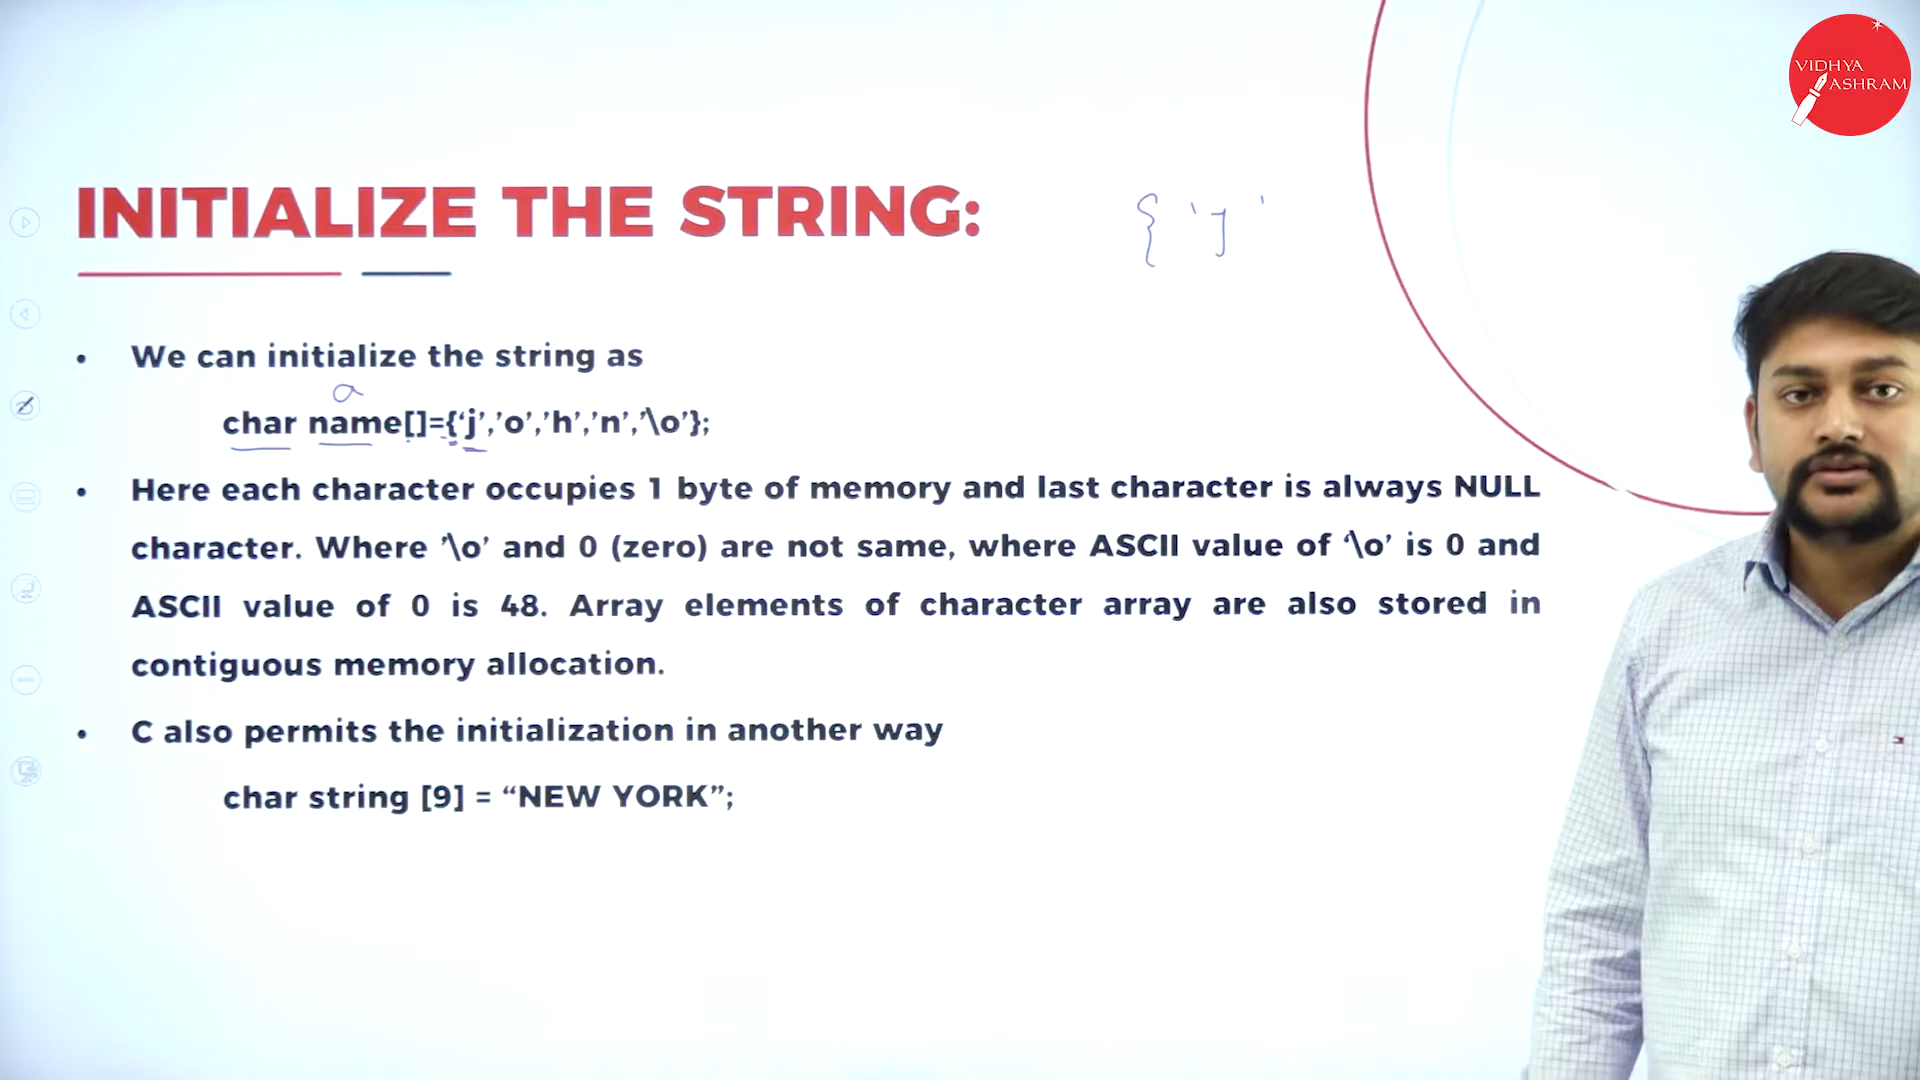 VIDHYA
ASHRAM
INITIALIZE THE STRING:
{ 'J '
• We can initialize the string as
a
char name[]={‘j’,’o’,’h’,’n’,’\o’};
• Here each character occupies 1 byte of memory and last character is always NULL
character. Where ’\o’ and 0 (zero) are not same, where ASCII value of ‘\o’ is 0 and
ASCII value of 0 is 48. Array elements of character array are also stored in
contiguous memory allocation.
• C also permits the initialization in another way
char string [9] = “NEW YORK”;